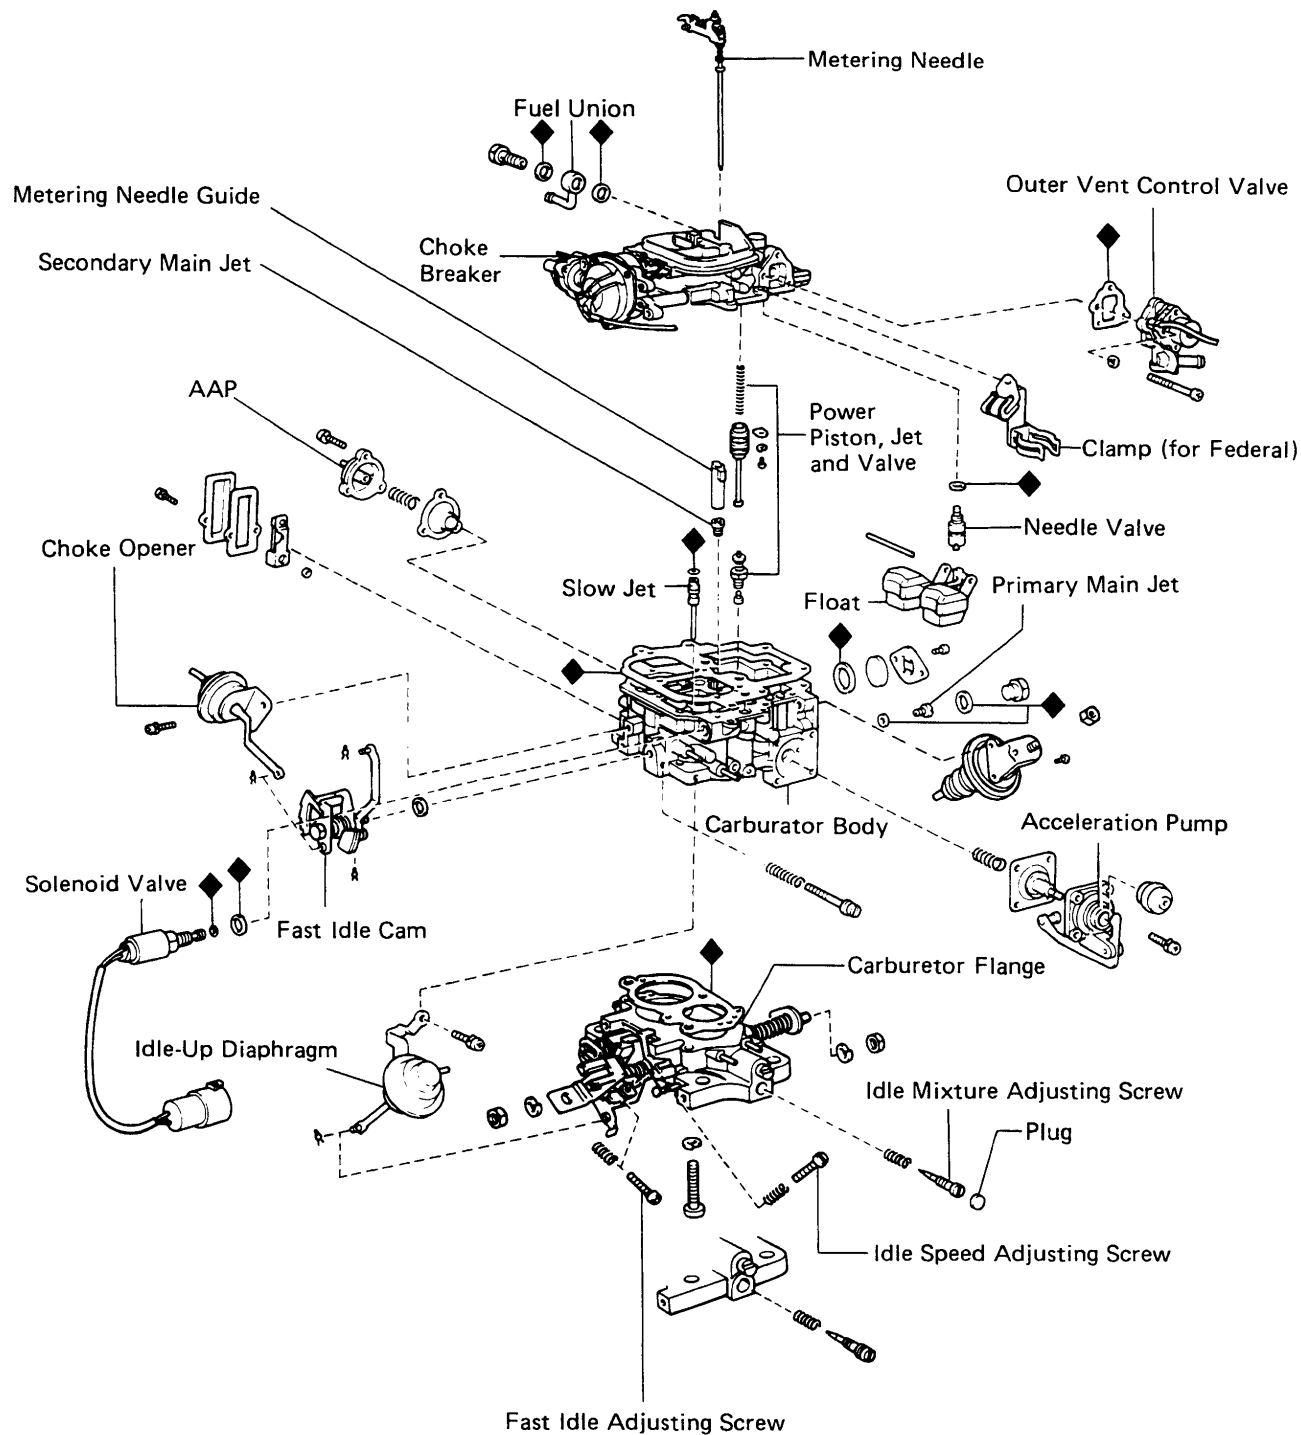 Metering Needle
Fuel Union
Outer Vent Control Valve
Metering Needle Guide
Choke
Breaker
Secondary Main Jet
AAP
Power
Piston, Jet
and Valve
Clamp (for Federal)
Needle Valve
Choke Opener
Slow Jet
Float
Primary Main Jet
Carburator Body
Acceleration Pump
Solenoid Valve
Fast Idle Cam
Carburetor Flange
Idle-Up Diaphragm
Idle Mixture Adjusting Screw
Plug
Idle Speed Adjusting Screw
Fast Idle Adjusting Screw